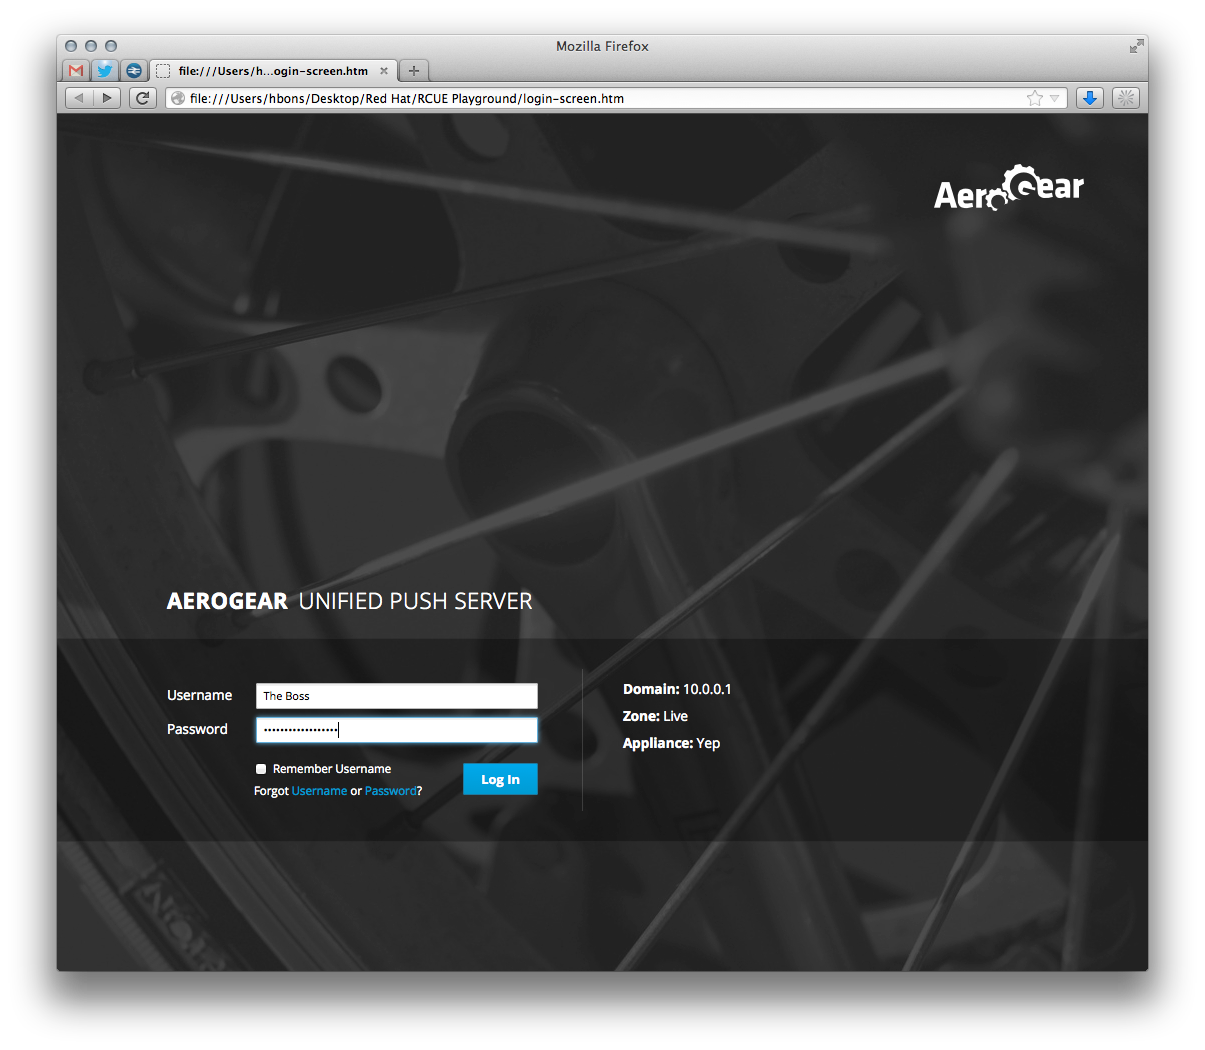 Mozilla Firefox
file:///Users/h...ogin-screen.htm
file:///Users/hbons/Desktop/Red Hat/RCUE Playground/login-screen.htm
AeroGear
AEROGEAR UNIFIED PUSH SERVER
Username
The Boss
Password
•••••••••••••••••
Remember Username
Forgot Username or Password?
Log In
Domain: 10.0.0.1
Zone: Live
Appliance: Yep